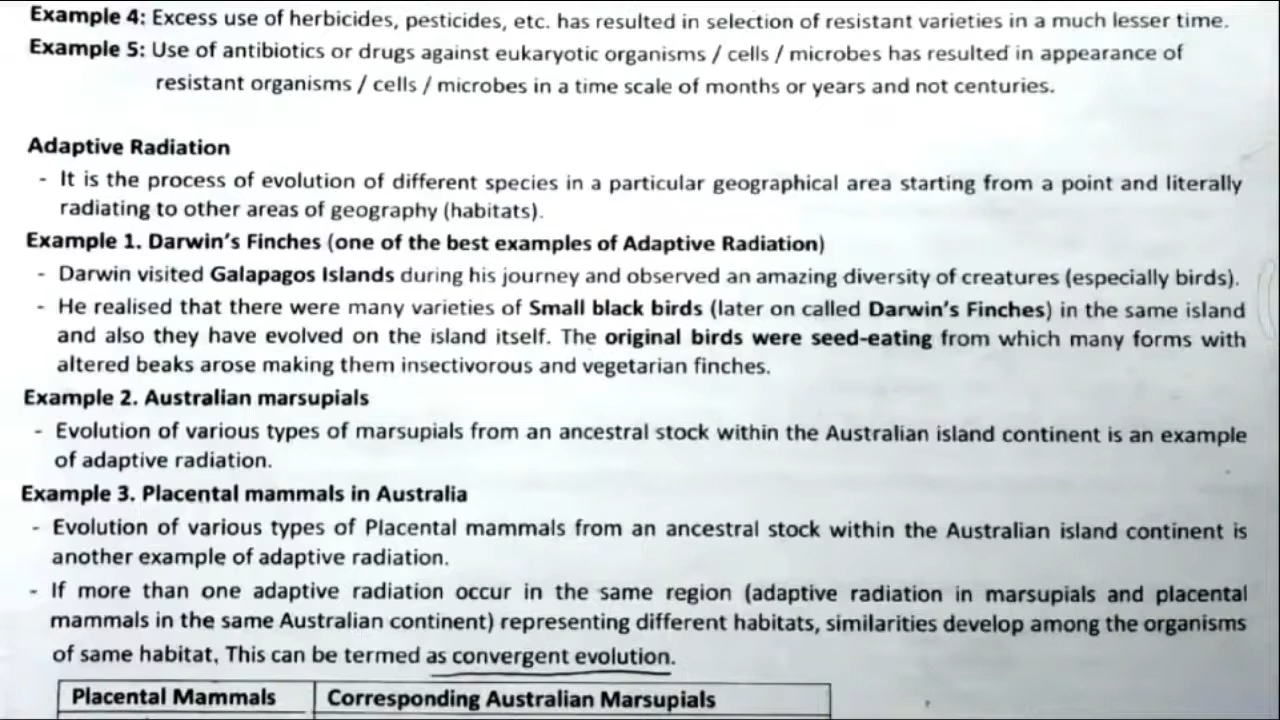 Example 4: Excess use of herbicides, pesticides, etc. has resulted in selection of resistant varieties in a much lesser time.
Example 5: Use of antibiotics or drugs against eukaryotic organisms / cells / microbes has resulted in appearance of
resistant organisms / cells / microbes in a time scale of months or years and not centuries.
Adaptive Radiation
- It is the process of evolution of different species in a particular geographical area starting from a point and literally
radiating to other areas of geography (habitats).
Example 1. Darwin's Finches (one of the best examples of Adaptive Radiation)
- Darwin visited Galapagos Islands during his journey and observed an amazing diversity of creatures (especially birds).
- He realised that there were many varieties of Small black birds (later on called Darwin's Finches) in the same island
and also they have evolved on the island itself. The original birds were seed-eating from which many forms with
altered beaks arose making them insectivorous and vegetarian finches.
Example 2. Australian marsupials
- Evolution of various types of marsupials from an ancestral stock within the Australian island continent is an example
of adaptive radiation.
Example 3. Placental mammals in Australia
- Evolution of various types of Placental mammals from an ancestral stock within the Australian island continent is
another example of adaptive radiation.
- If more than one adaptive radiation occur in the same region (adaptive radiation in marsupials and placental
mammals in the same Australian continent) representing different habitats, similarities develop among the organisms
of same habitat, This can be termed as convergent evolution.
Placental Mammals Corresponding Australian Marsupials